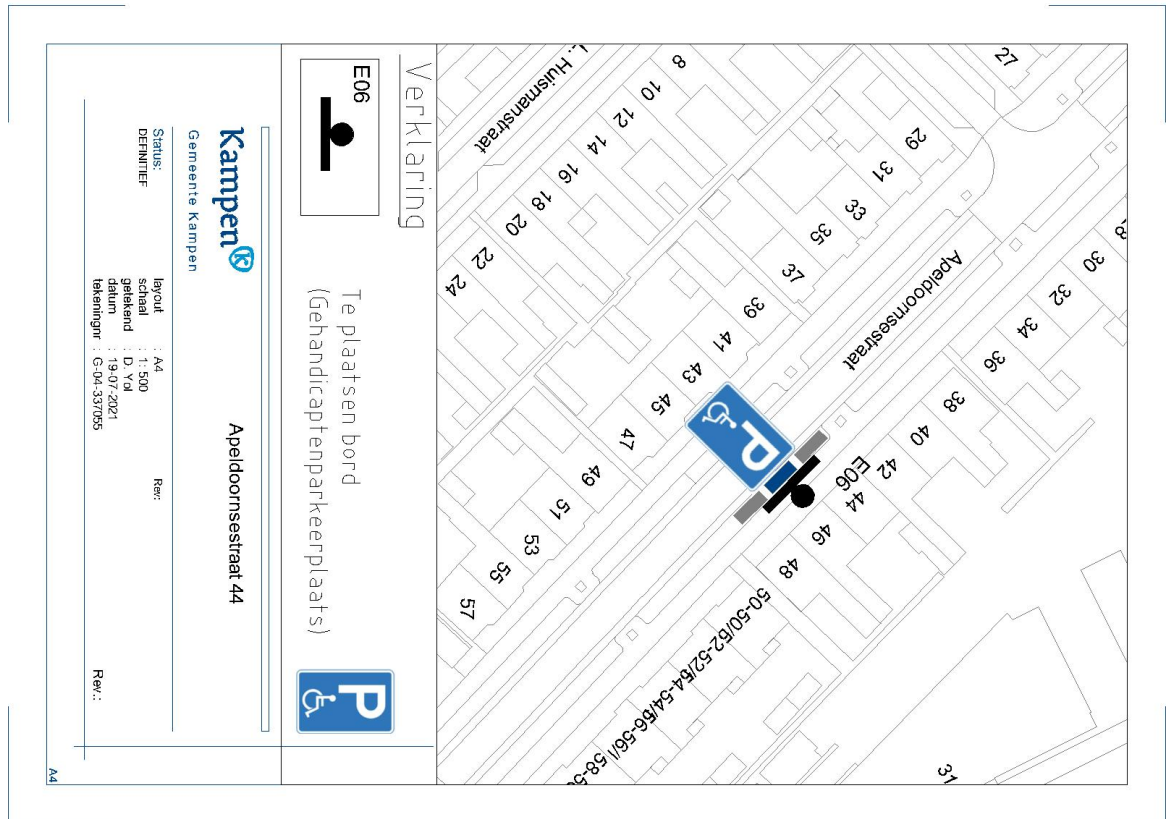 L. Huismanstraat
8
10
12
14
16
18
20
22
24
27
29
31
33
35
37
39
41
43
45
47
49
51
53
55
57
Apeldoornsestraat
30
32
34
36
38
40
42
44
46
48
50-50/52-52/54-54/56-56/
31
E06
P
Verklaring
E06
Te plaatsen bord
(Gehandicaptenparkeerplaats)
P
Kampen k
Gemeente Kampen
Apeldoornsestraat 44
Status:
DEFINITIEF
layout : A4
schaal : 1: 500
getekend : D. Yol
datum : 19-07-2021
tekeningnr : G-04-337055
Rev:
Rev.:
A4